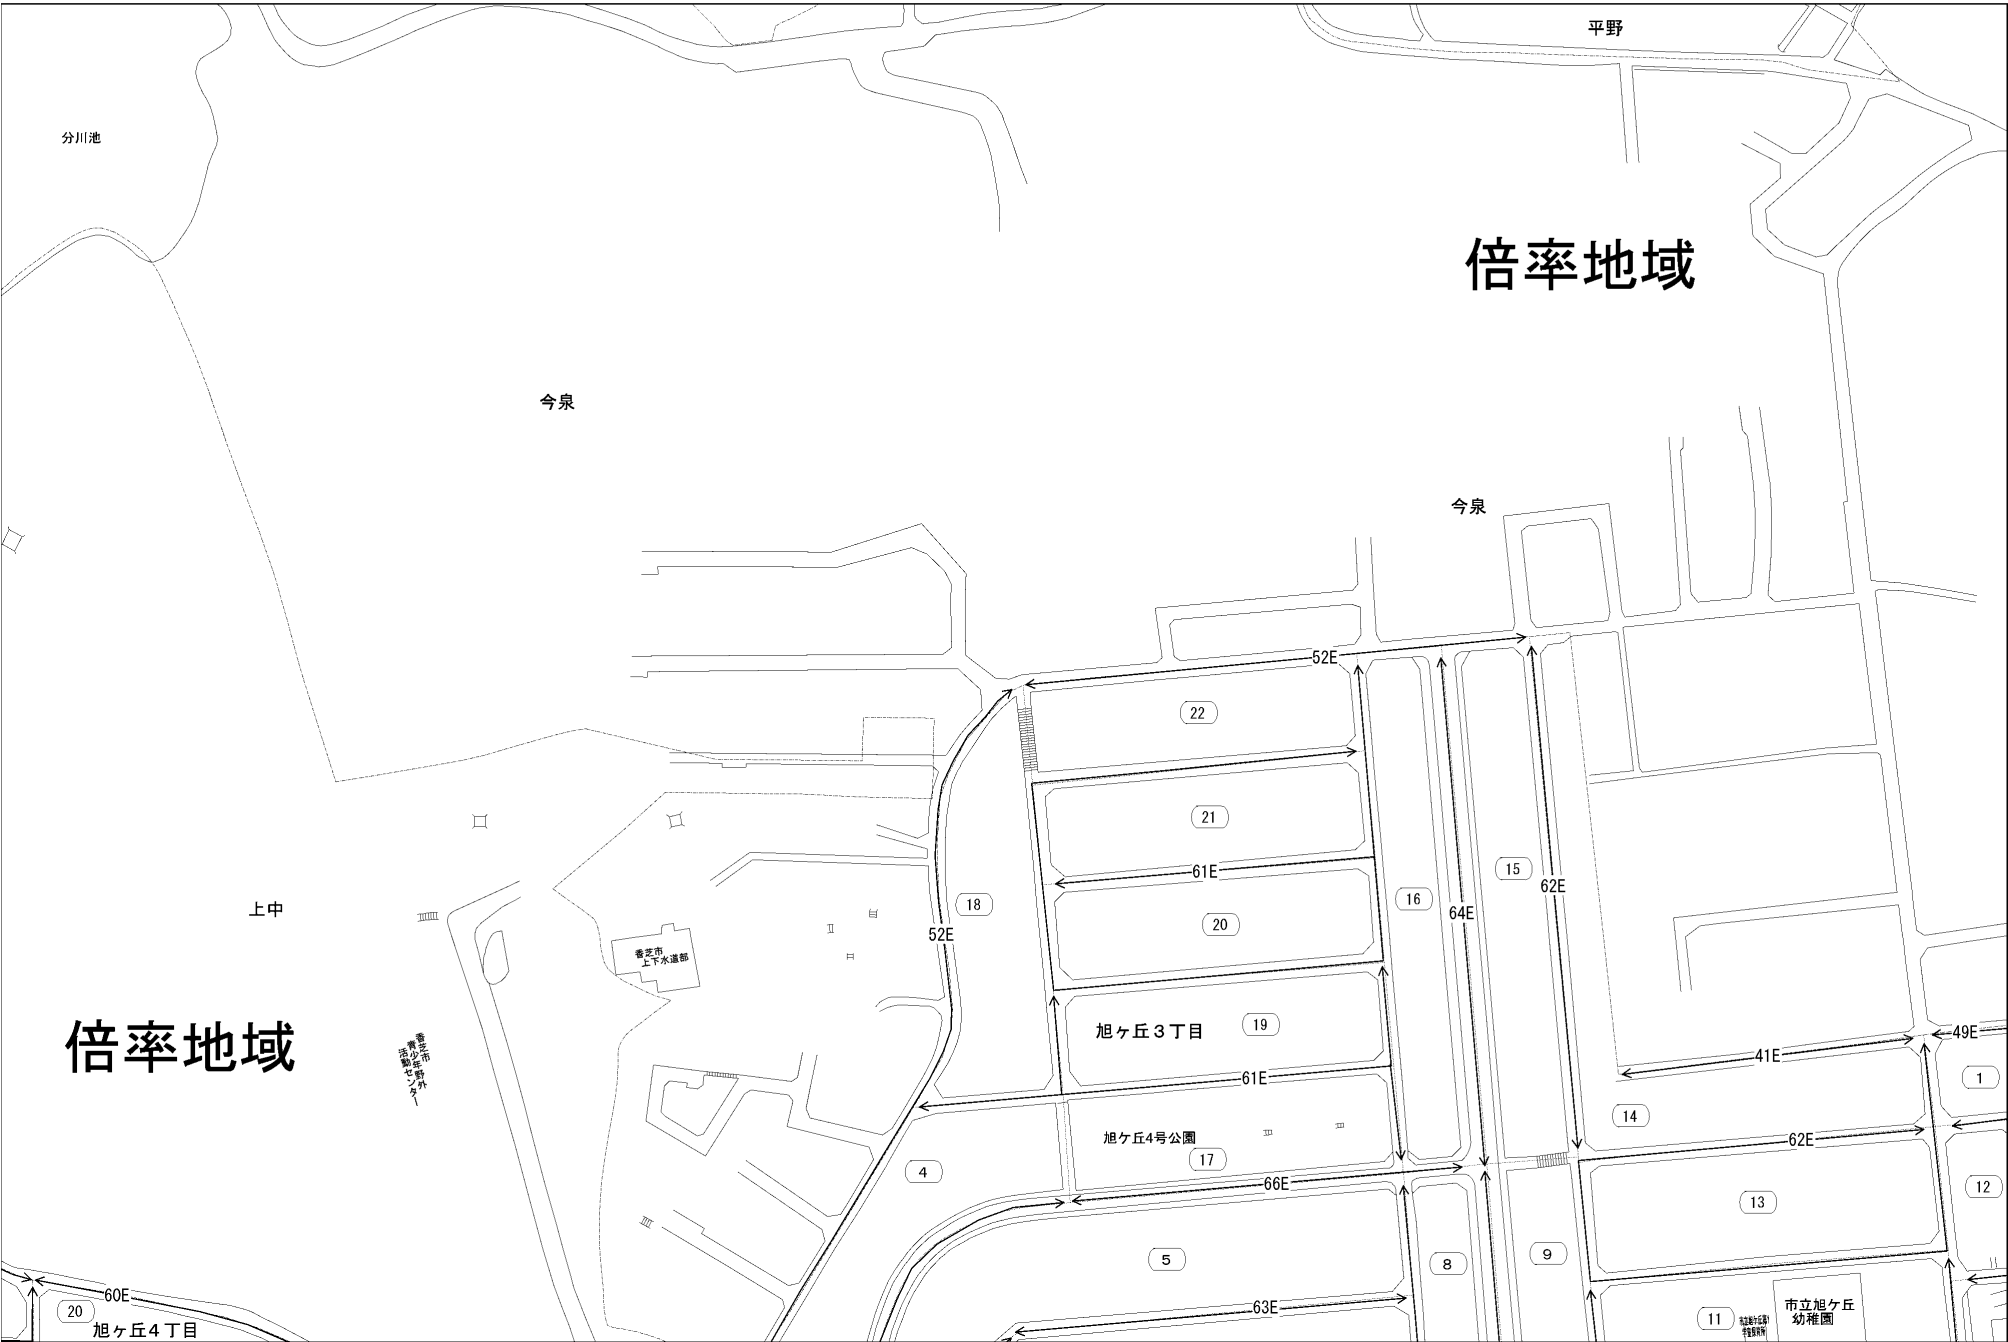 平野
分川池
倍率地域
今泉
今泉
52E
22
21
61E
15
62E
16
18
上中
64E
20
52E
香芝市
上下水道部
倍率地域
香芝市
青少年野外
活動センター
旭ヶ丘３丁目
19
49E
41E
61E
1
14
旭ケ丘4号公園
62E
17
4
66E
12
13
5
9
8
60E
63E
20
旭ヶ丘４丁目
市立旭ケ丘
幼稚園
11